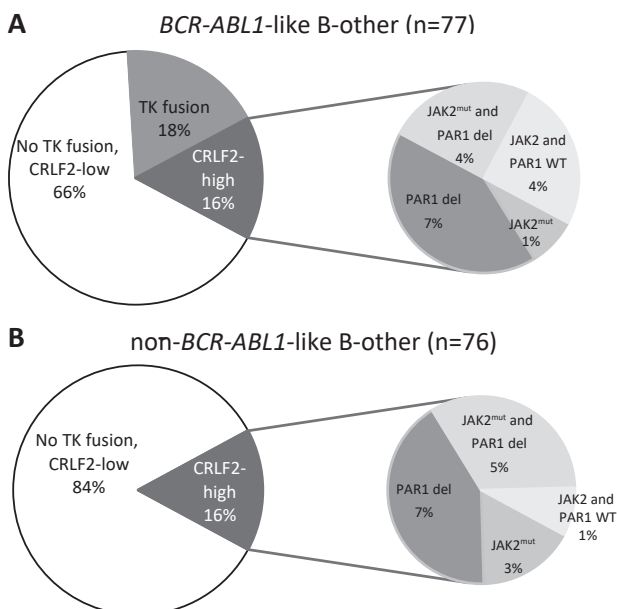 A
BCR-ABL1-like B-other (n=77)
TK fusion
18%
No TK fusion,
CRLF2-low
66%
CRLF2-
high
16%
JAK2mut and
PAR1 del
4%
JAK2 and
PAR1 WT
4%
PAR1 del
7%
JAK2mut
1%
B
non-BCR-ABL1-like B-other (n=76)
No TK fusion,
CRLF2-low
84%
CRLF2-
high
16%
JAK2mut and
PAR1 del
5%
PAR1 del
7%
JAK2 and
PAR1 WT
1%
JAK2mut
3%